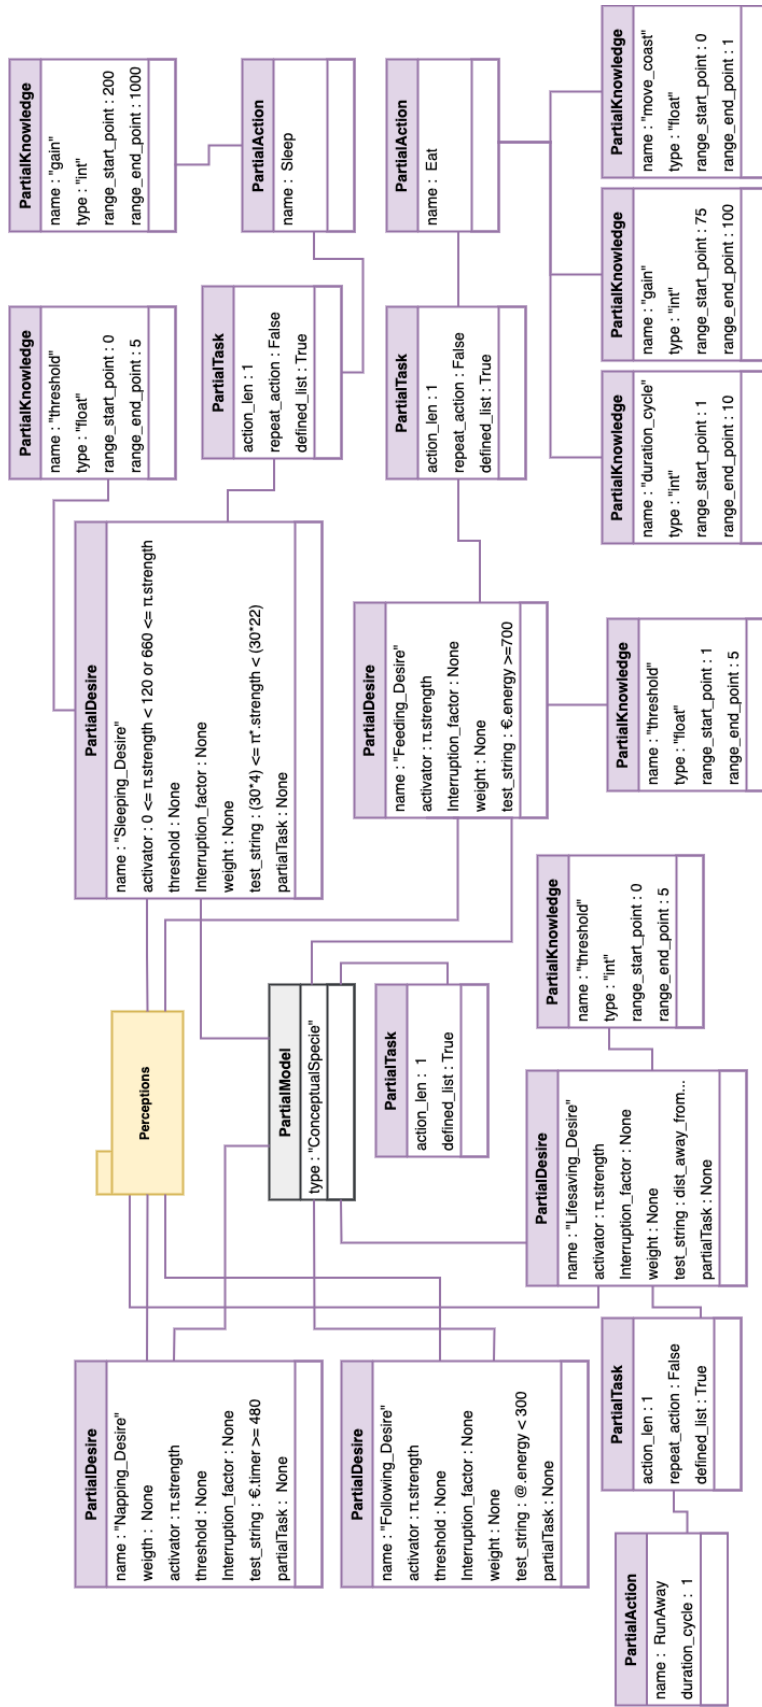 PartialDesire
name : "Napping_Desire"
weigth : None
activator : π.strength
threshold : None
Interruption_factor : None
test_string : €.timer >= 480
partialTask : None
PartialDesire
name : "Following_Desire"
activator : π.strength
threshold : None
Interruption_factor : None
weight : None
test_string : @.energy < 300
partialTask : None
PartialAction
name : RunAway
duration_cycle : 1
PartialTask
action_len : 1
repeat_action : False
defined_list : True
Perceptions
PartialModel
type : "ConceptualSpecie"
PartialTask
action_len : 1
defined_list : True
PartialDesire
name : "Lifesaving_Desire"
activator : π.strength
Interruption_factor : None
weight : None
test_string : dist_away_from...
partialTask : None
PartialKnowledge
name : "threshold"
type : "int"
range_start_point : 0
range_end_point : 5
PartialDesire
name : "Sleeping_Desire"
activator : 0 <= π.strength < 120 or 660 <= π.strength
threshold : None
Interruption_factor : None
weight : None
test_string : (30*4) <= π*.strength < (30*22)
partialTask : None
PartialDesire
name : "Feeding_Desire"
activator : π.strength
Interruption_factor : None
weight : None
test_string : €.energy >=700
PartialKnowledge
name : "threshold"
type : "float"
range_start_point : 1
range_end_point : 5
PartialKnowledge
name : "threshold"
type : "float"
range_start_point : 0
range_end_point : 5
PartialTask
action_len : 1
repeat_action : False
defined_list : True
PartialTask
action_len : 1
repeat_action : False
defined_list : True
PartialKnowledge
name : "duration_cycle"
type : "int"
range_start_point : 1
range_end_point : 10
PartialKnowledge
name : "gain"
type : "int"
range_start_point : 200
range_end_point : 1000
PartialAction
name : Sleep
PartialAction
name : Eat
PartialKnowledge
name : "gain"
type : "int"
range_start_point : 75
range_end_point : 100
PartialKnowledge
name : "move_coast"
type : "float"
range_start_point : 0
range_end_point : 1